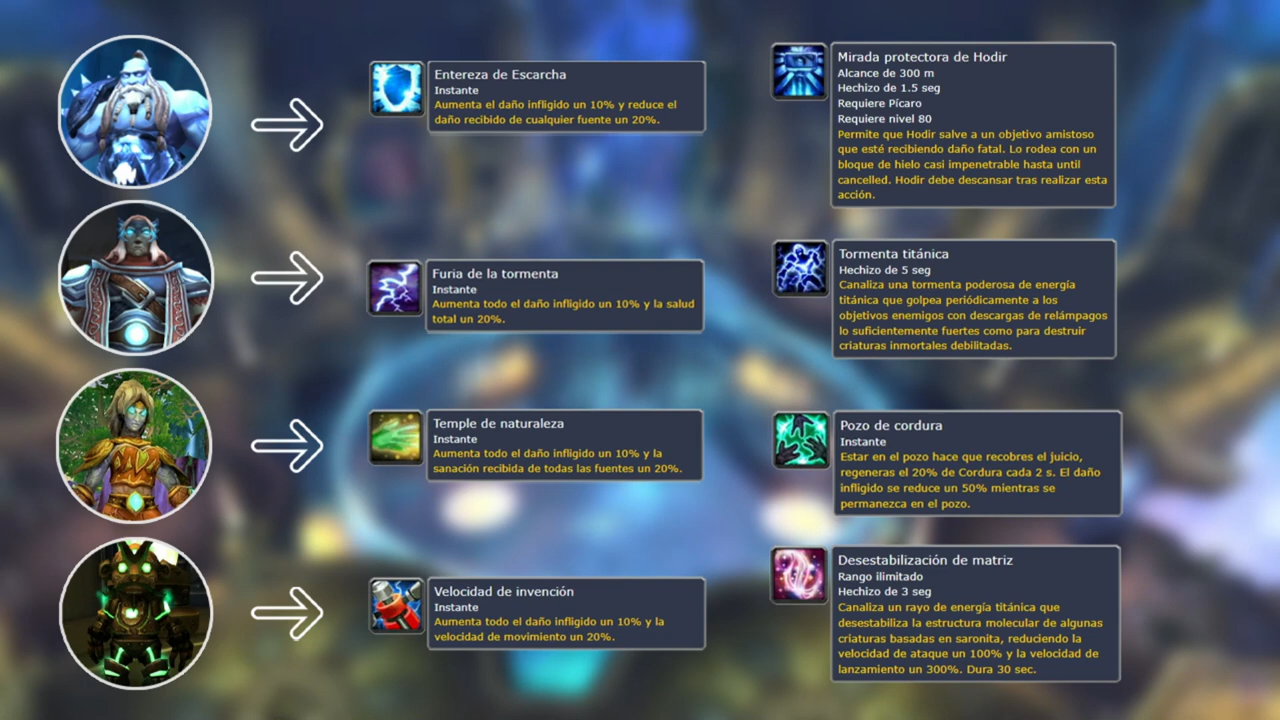 Entereza de Escarcha
Instante
Aumenta el daño infligido un 10% y reduce el
daño recibido de cualquier fuente un 20%.
Mirada protectora de Hodir
Alcance de 300 m
Hechizo de 1.5 seg
Requiere Pícaro
Requiere nivel 80
Permite que Hodir salve a un objetivo amistoso
que esté recibiendo daño fatal. Lo rodea con un
bloque de hielo casi impenetrable hasta until
cancelled. Hodir debe descansar tras realizar esta
acción.
Furia de la tormenta
Instante
Aumenta todo el daño infligido un 10% y la salud
total un 20%.
Tormenta titánica
Hechizo de 5 seg
Canaliza una tormenta poderosa de energía
titánica que golpea periódicamente a los
objetivos enemigos con descargas de relámpagos
lo suficientemente fuertes como para destruir
criaturas inmortales debilitadas.
Temple de naturaleza
Instante
Aumenta todo el daño infligido un 10% y la
sanación recibida de todas las fuentes un 20%.
Pozo de cordura
Instante
Estar en el pozo hace que recobres el juicio,
regeneras el 20% de Cordura cada 2 s. El daño
infligido se reduce un 50% mientras se
permanezca en el pozo.
Velocidad de invención
Instante
Aumenta todo el daño infligido un 10% y la
velocidad de movimiento un 20%.
Desestabilización de matriz
Rango ilimitado
Hechizo de 3 seg
Canaliza un rayo de energía titánica que
desestabiliza la estructura molecular de algunas
criaturas basadas en saronita, reduciendo la
velocidad de ataque un 100% y la velocidad de
lanzamiento un 300%. Dura 30 sec.